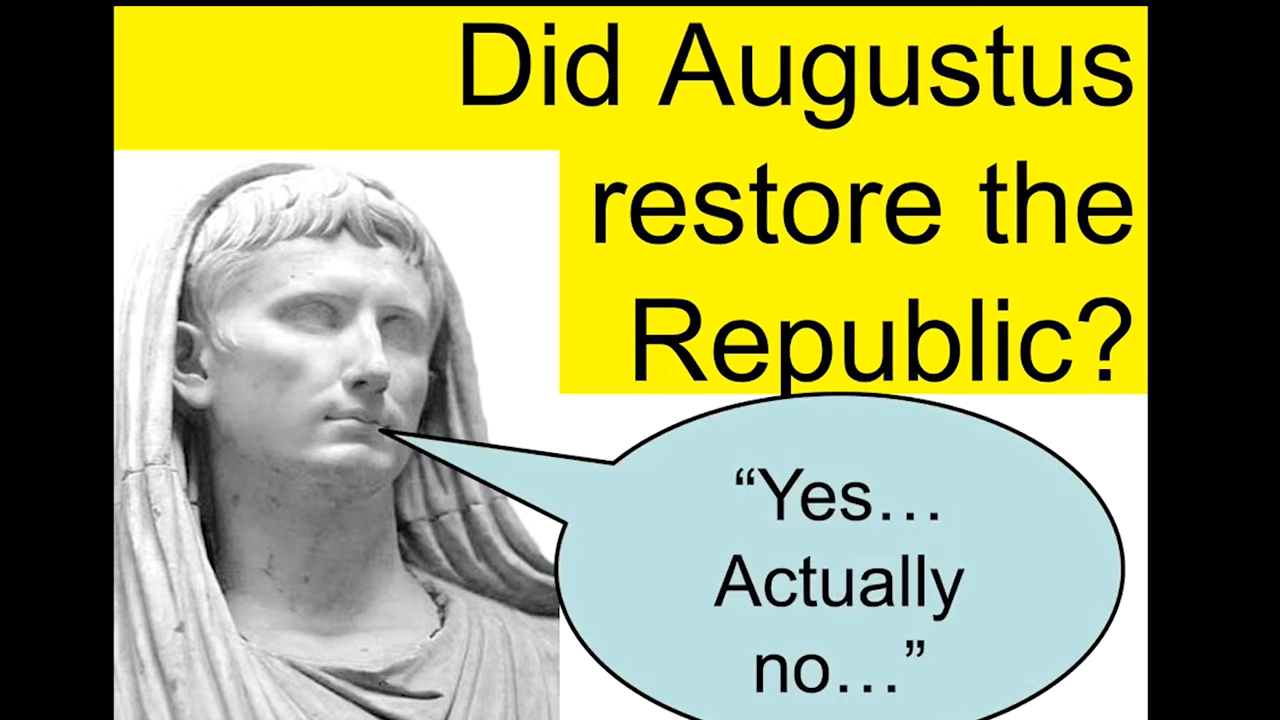 Did Augustus
restore the
Republic?
“Yes…
Actually
no…”